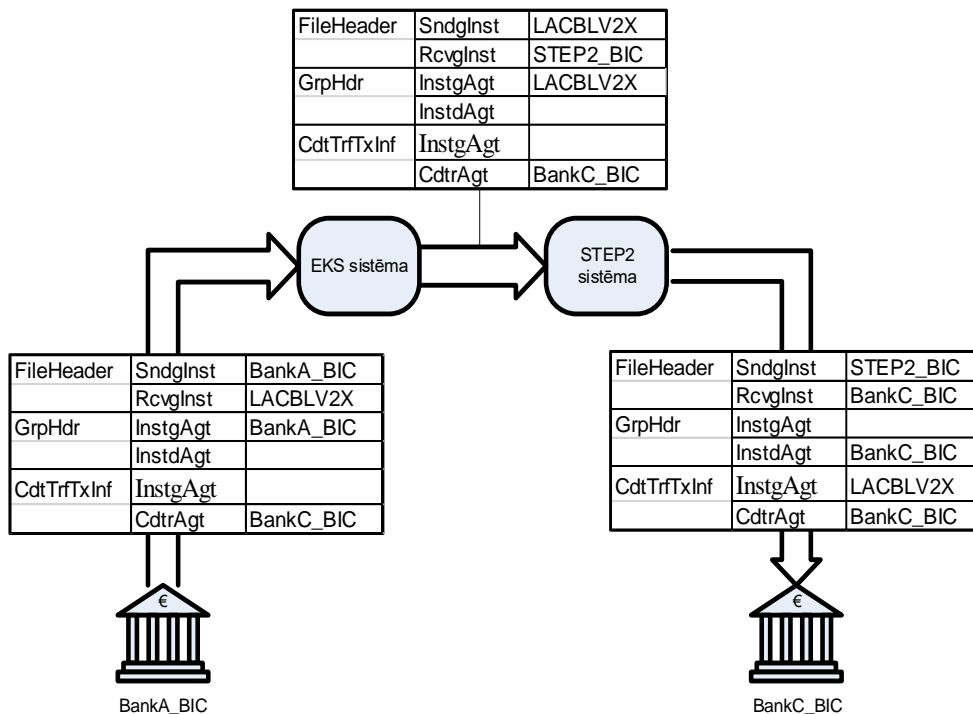 FileHeader SndgInst LACBLV2X
RcvgInst STEP2_BIC
GrpHdr InstgAgt LACBLV2X
InstdAgt
CdtTrfTxInf InstgAgt
CdtrAgt BankC_BIC
EKS sistēma
STEP2
sistēma
FileHeader SndgInst BankA_BIC
RcvgInst LACBLV2X
GrpHdr InstgAgt BankA_BIC
InstdAgt
CdtTrfTxInf InstgAgt
CdtrAgt BankC_BIC
FileHeader SndgInst STEP2_BIC
RcvgInst BankC_BIC
GrpHdr InstgAgt
InstdAgt BankC_BIC
CdtTrfTxInf InstgAgt LACBLV2X
CdtrAgt BankC_BIC
€
€
BankA_BIC
BankC_BIC